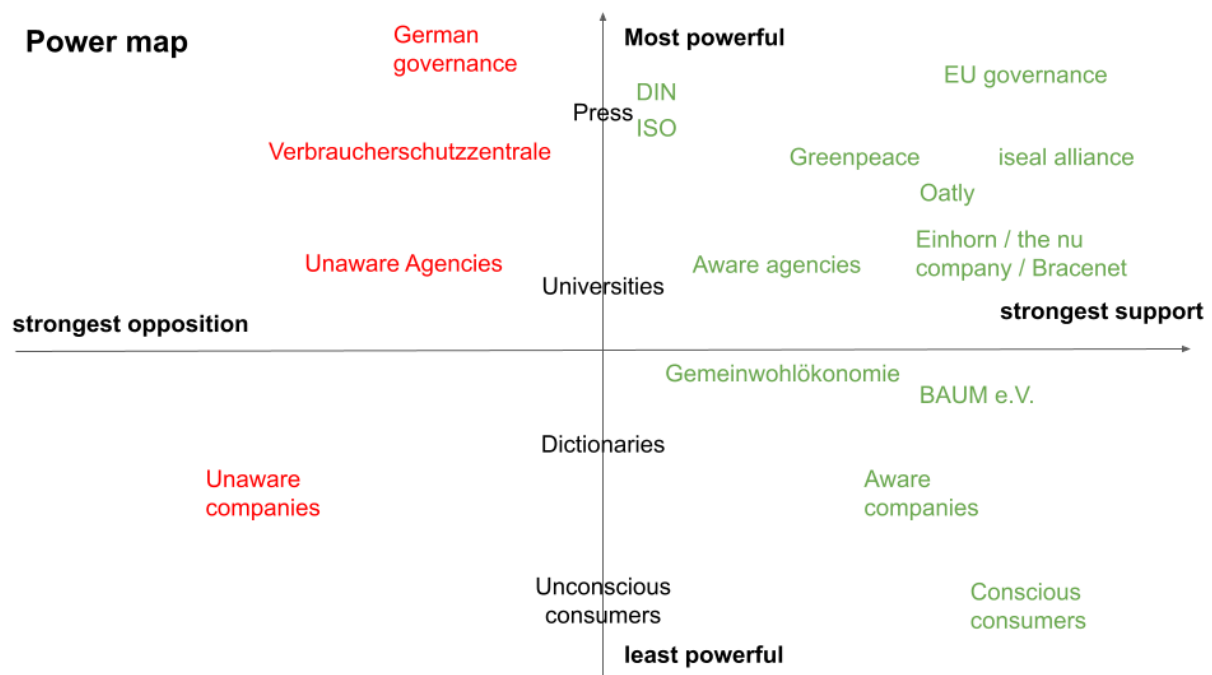 Power map
German
governance
Most powerful
EU governance
DIN
Press
ISO
Verbraucherschutzzentrale
Greenpeace
iseal alliance
Oatly
Unaware Agencies
Aware agencies
Einhorn / the nu
company / Bracenet
Universities
strongest opposition
strongest support
Gemeinwohlökonomie
BAUM e.V.
Dictionaries
Unaware
companies
Aware
companies
Unconscious
consumers
Conscious
consumers
least powerful